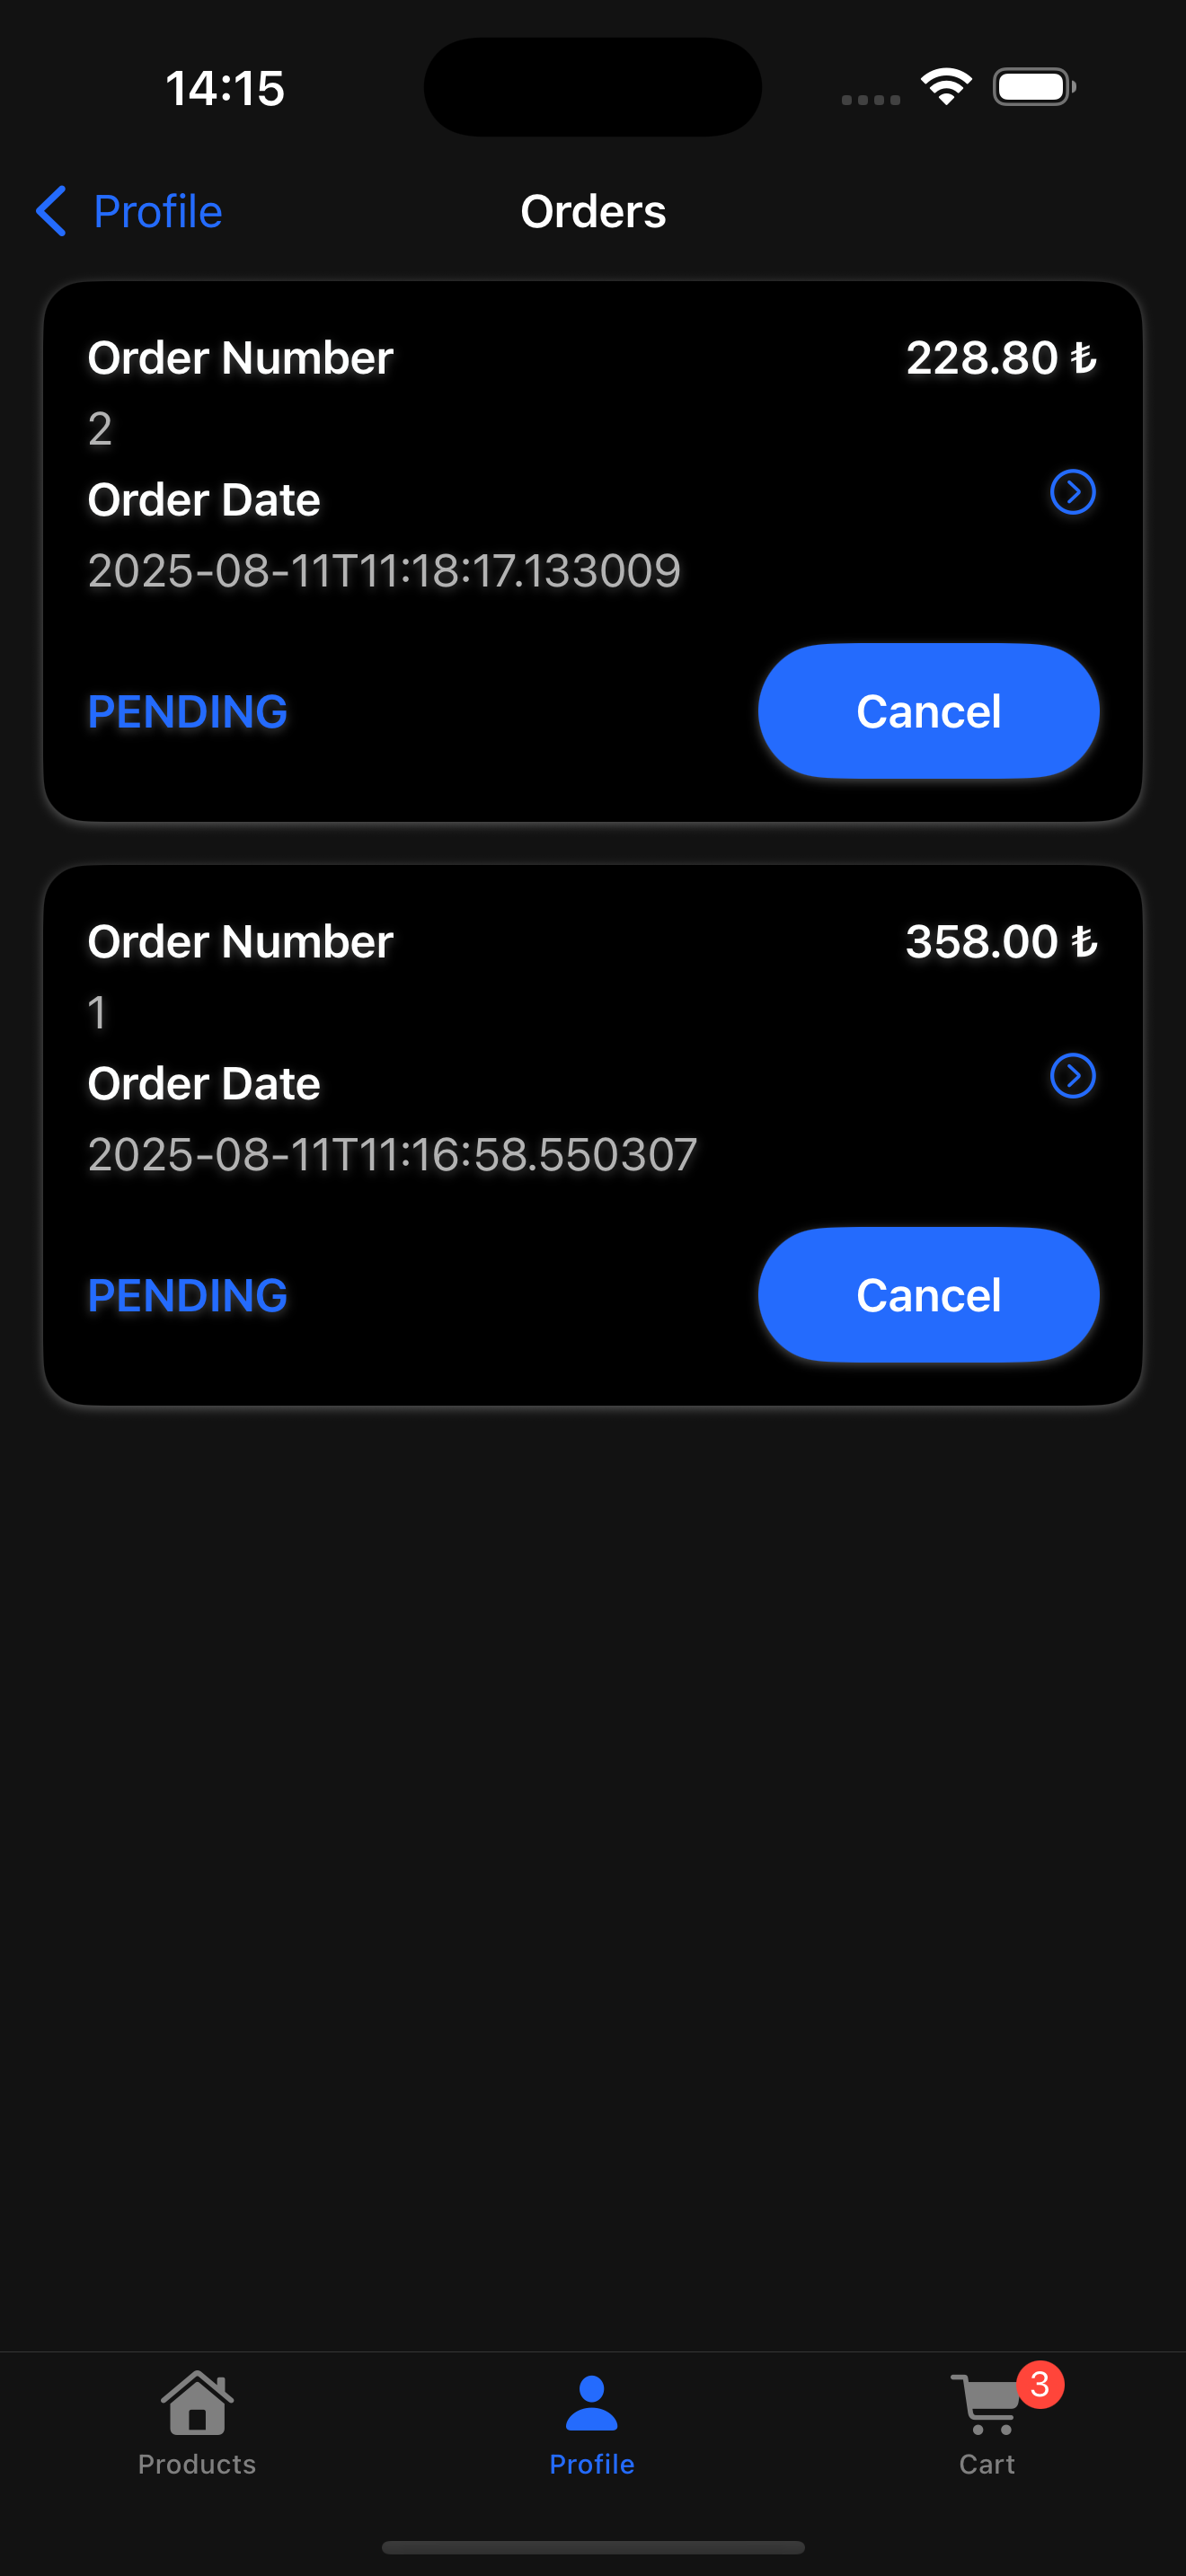 14:15
Profile
Orders
Order Number
228.80 ₺
2
Order Date
2025-08-11T11:18:17.133009
PENDING
Cancel
Order Number
358.00 ₺
1
Order Date
2025-08-11T11:16:58.550307
PENDING
Cancel
3
Products
Profile
Cart